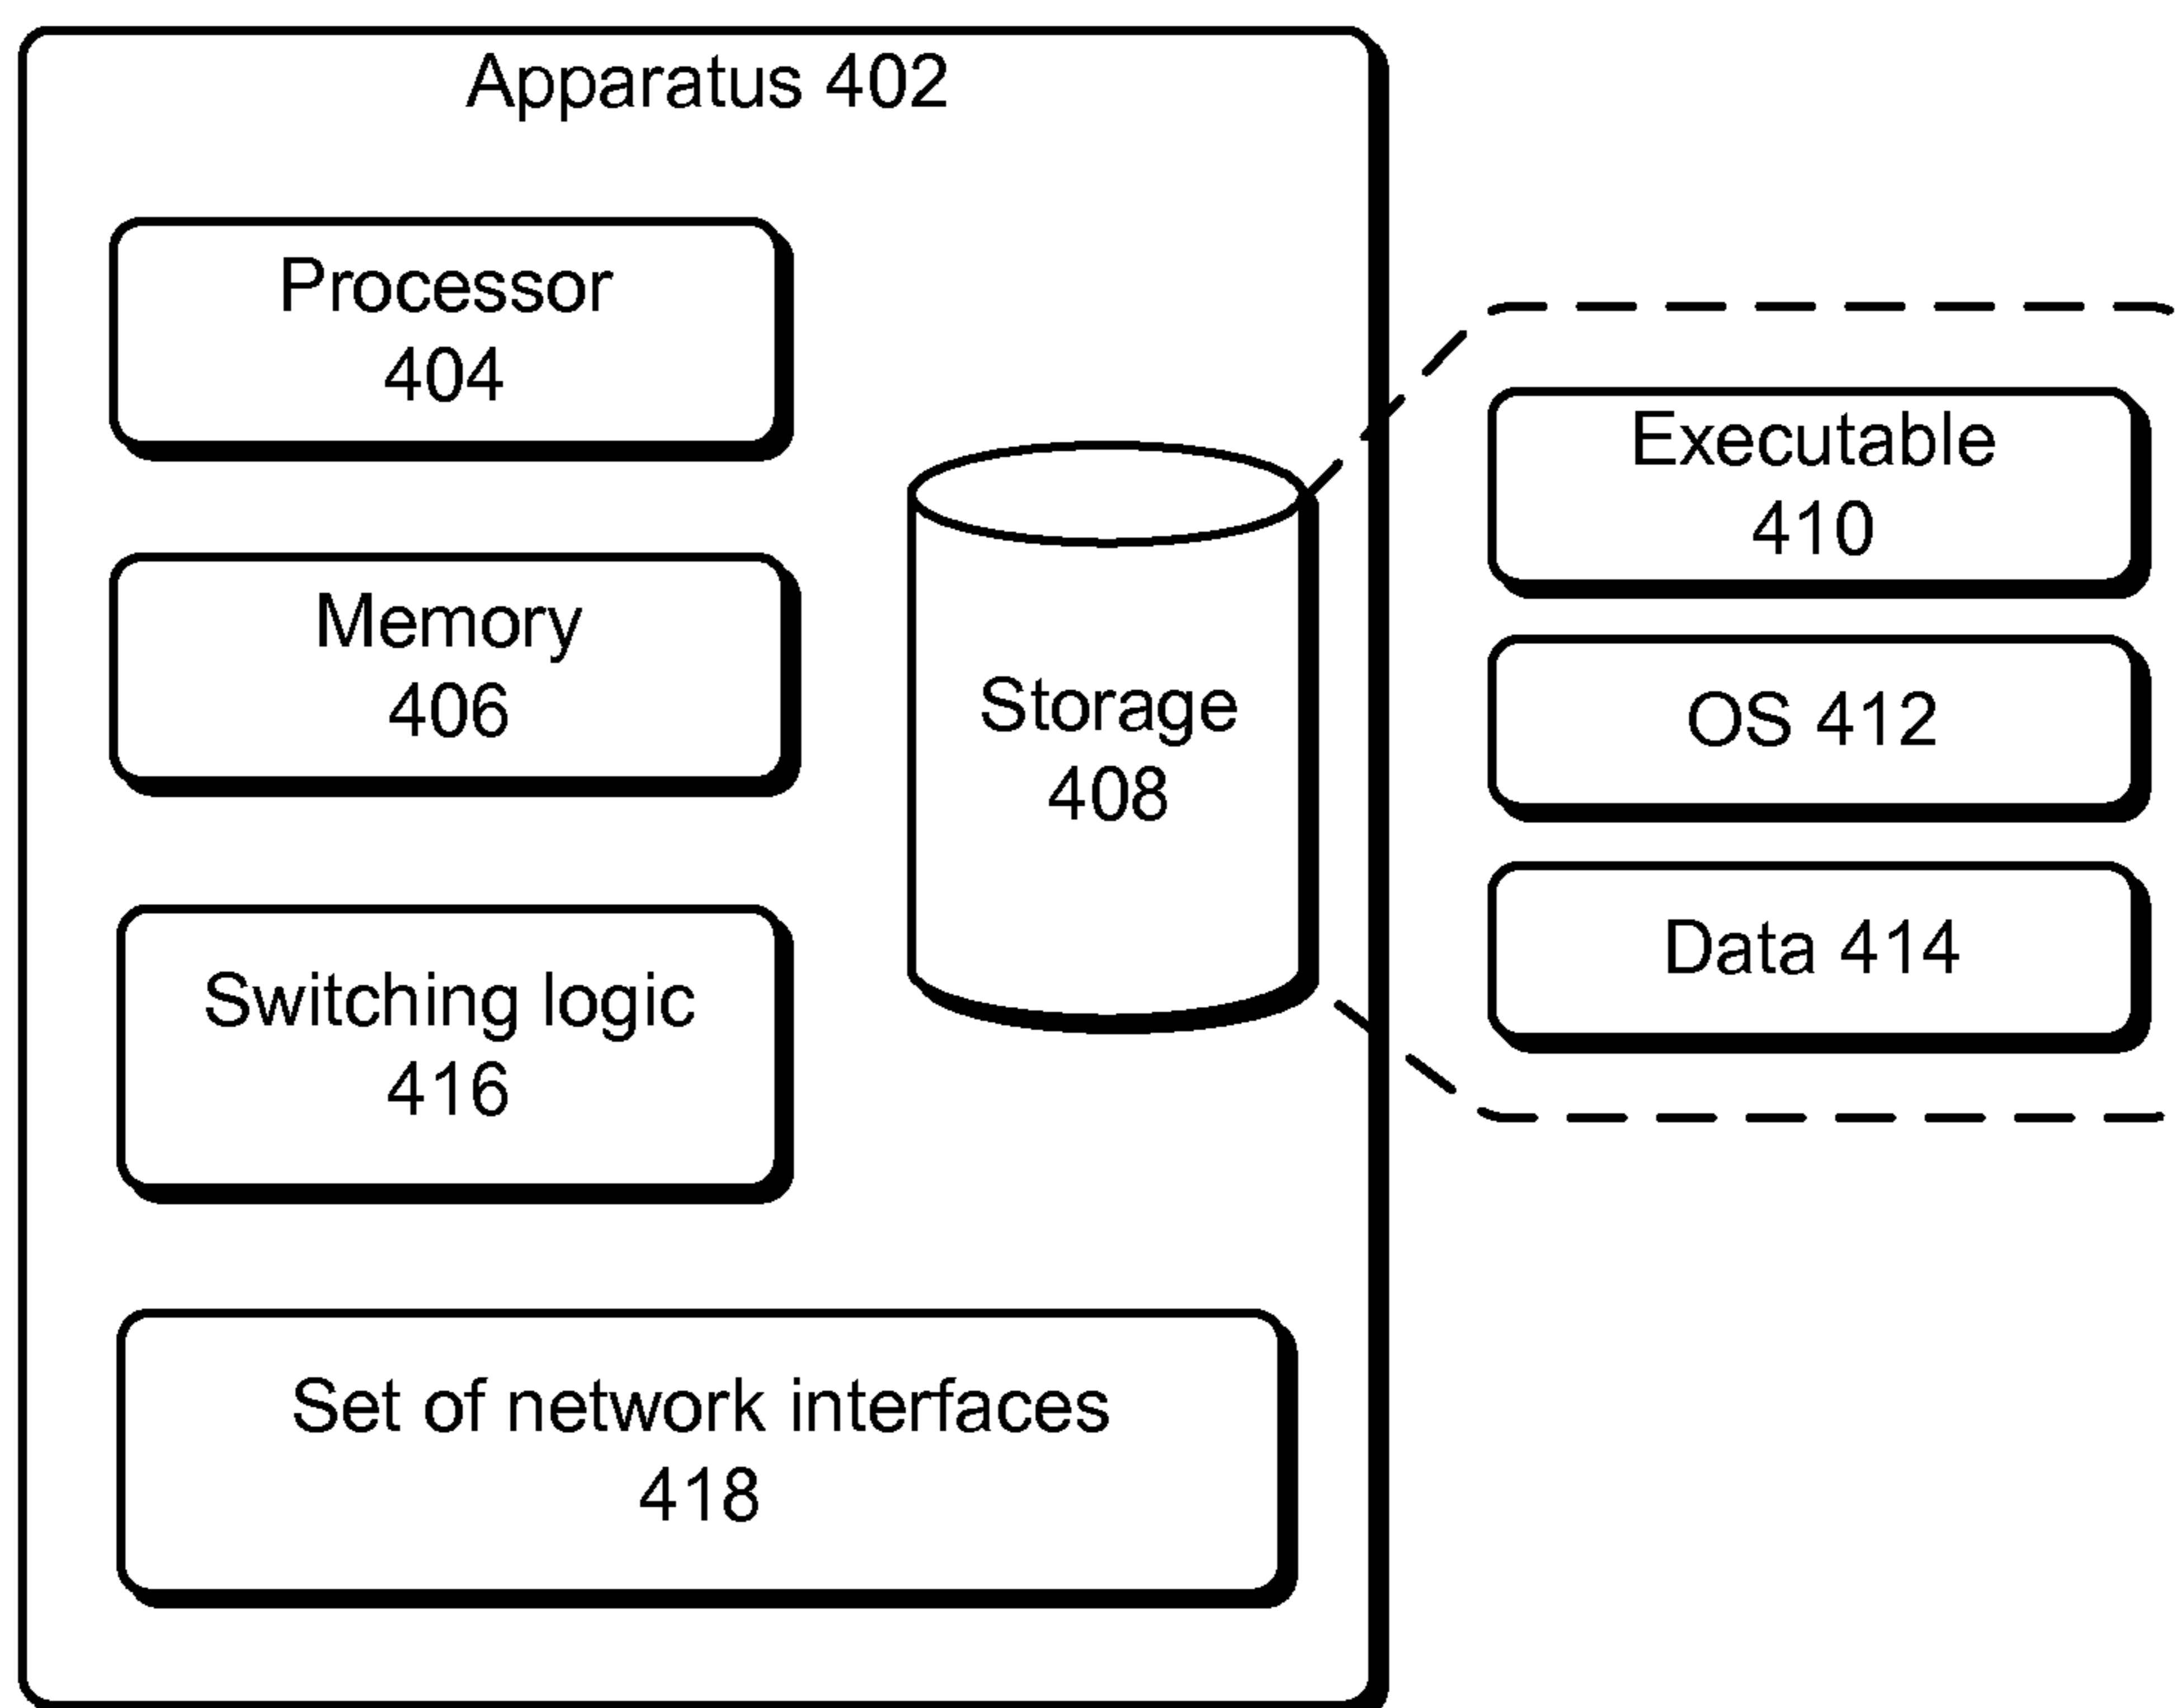 Apparatus 402
Processor
404
Memory
406
Switching logic
416
Set of network interfaces
418
Storage
408
Executable
410
OS 412
Data 414